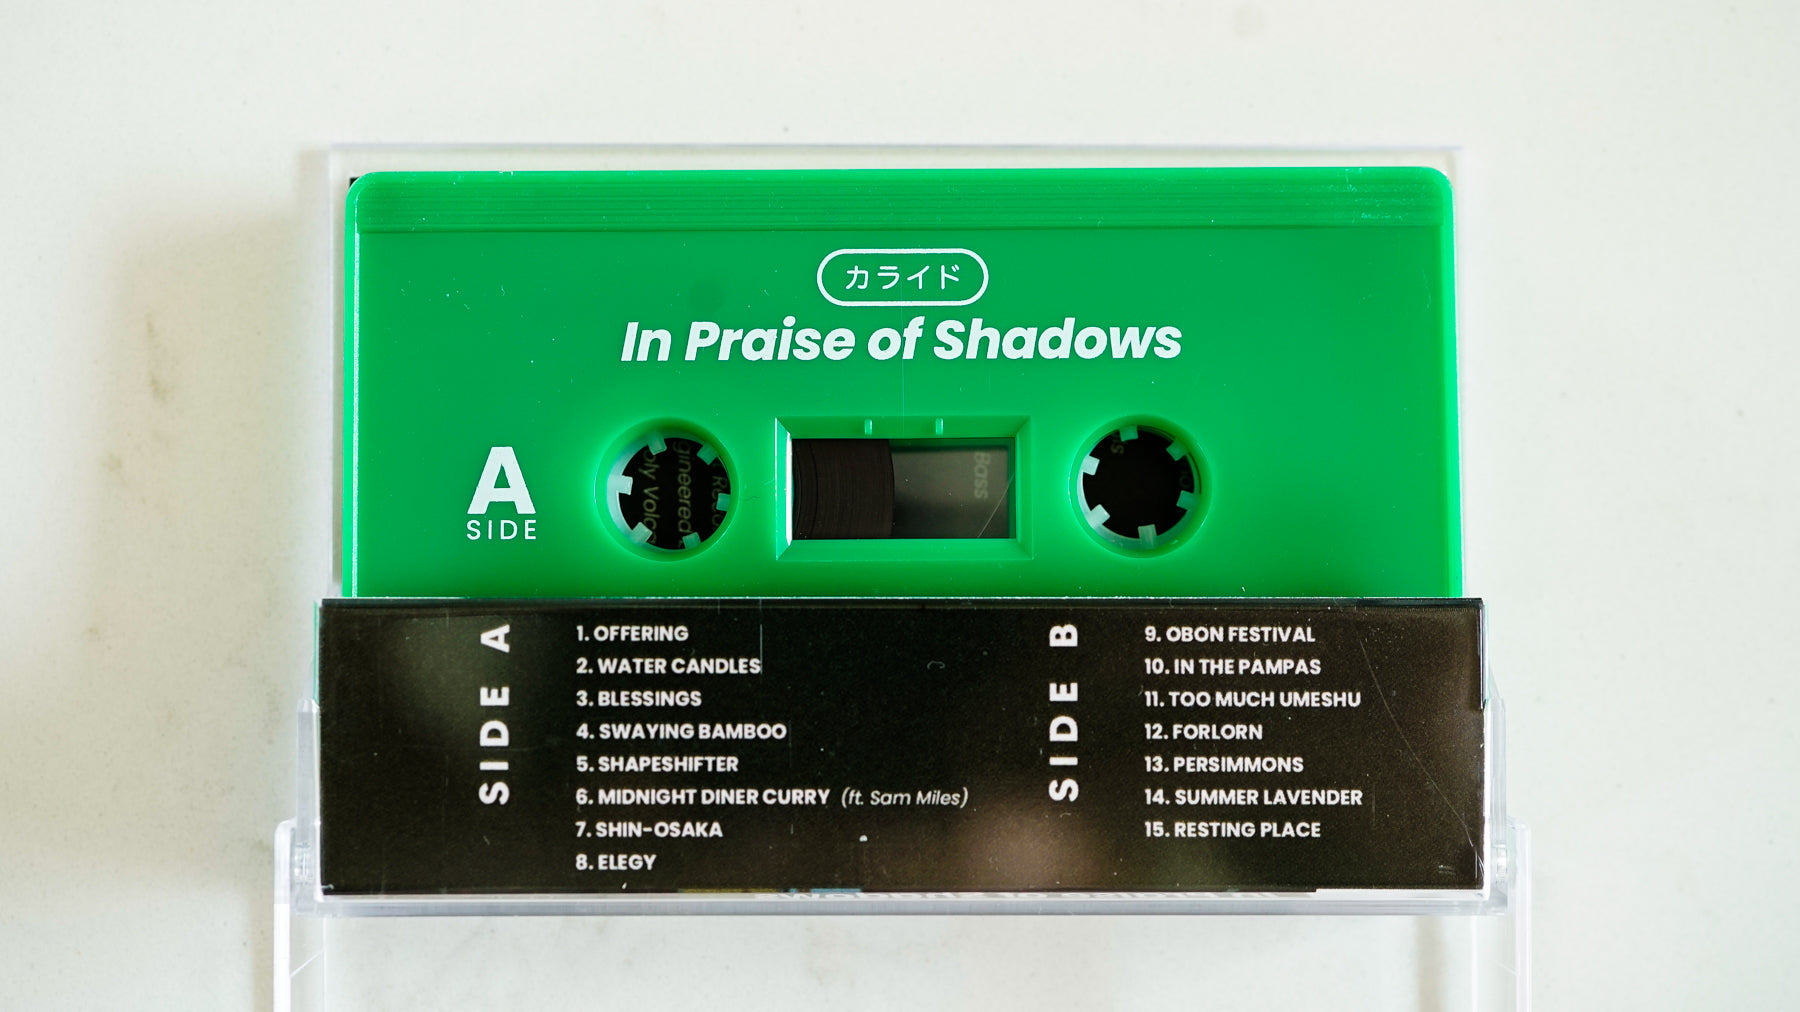 カライド
In Praise of Shadows
A
SIDE
gineered
Bass
SIDE A
1. OFFERING
2. WATER CANDLES
3. BLESSINGS
4. SWAYING BAMBOO
5. SHAPESHIFTER
6. MIDNIGHT DINER CURRY (ft. Sam Miles)
7. SHIN-OSAKA
8. ELEGY
SIDE B
9. OBON FESTIVAL
10. IN THE PAMPAS
11. TOO MUCH UMESHU
12. FORLORN
13. PERSIMMONS
14. SUMMER LAVENDER
15. RESTING PLACE